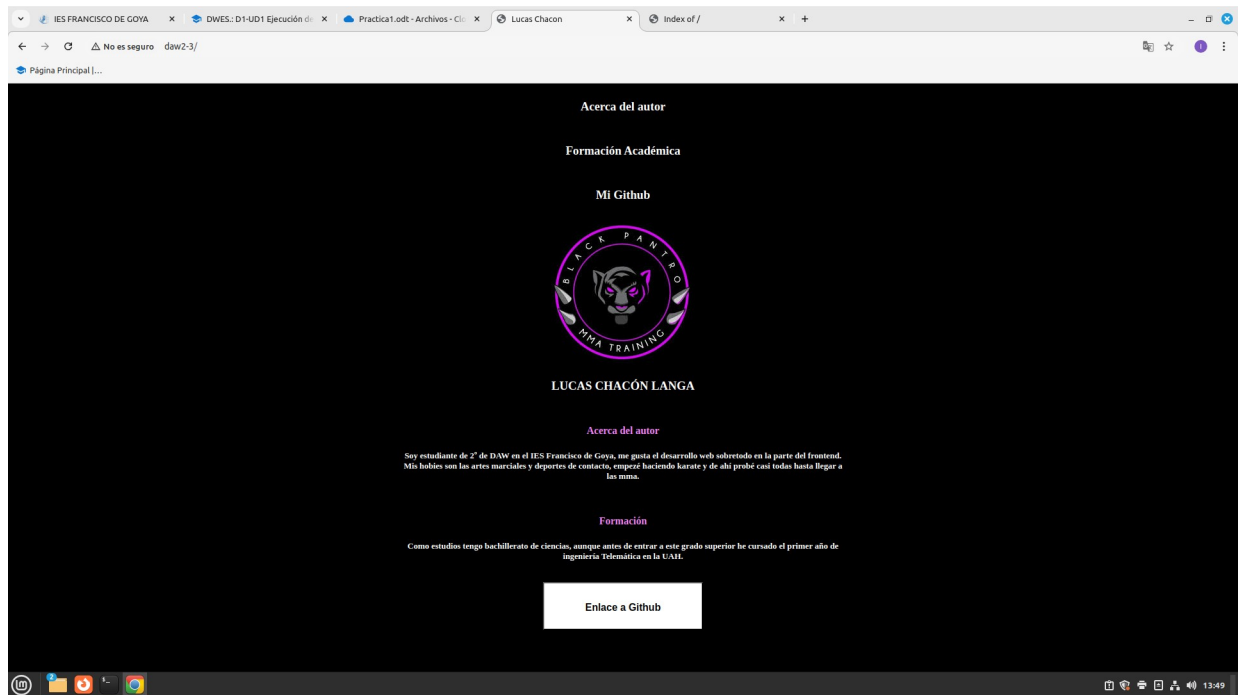 IES FRANCISCO DE GOYA
DWES.: D1-UD1 Ejecución de
Practica1.odt - Archivos - Clo
Lucas Chacon
Index of /
No es seguro daw2-3/
Página Principal |...
Acerca del autor
Formación Académica
Mi Github
BLACK PANTRO
MMA TRAINING
LUCAS CHACÓN LANGA
Acerca del autor
Soy estudiante de 2º de DAW en el IES Francisco de Goya, me gusta el desarrollo web sobretodo en la parte del frontend.
Mis hobies son las artes marciales y deportes de contacto, empezé haciendo karate y de ahí probé casi todas hasta llegar a
las mma.
Formación
Como estudios tengo bachillerato de ciencias, aunque antes de entrar a este grado superior he cursado el primer año de
ingeniería Telemática en la UAH.
Enlace a Github
2
13:49